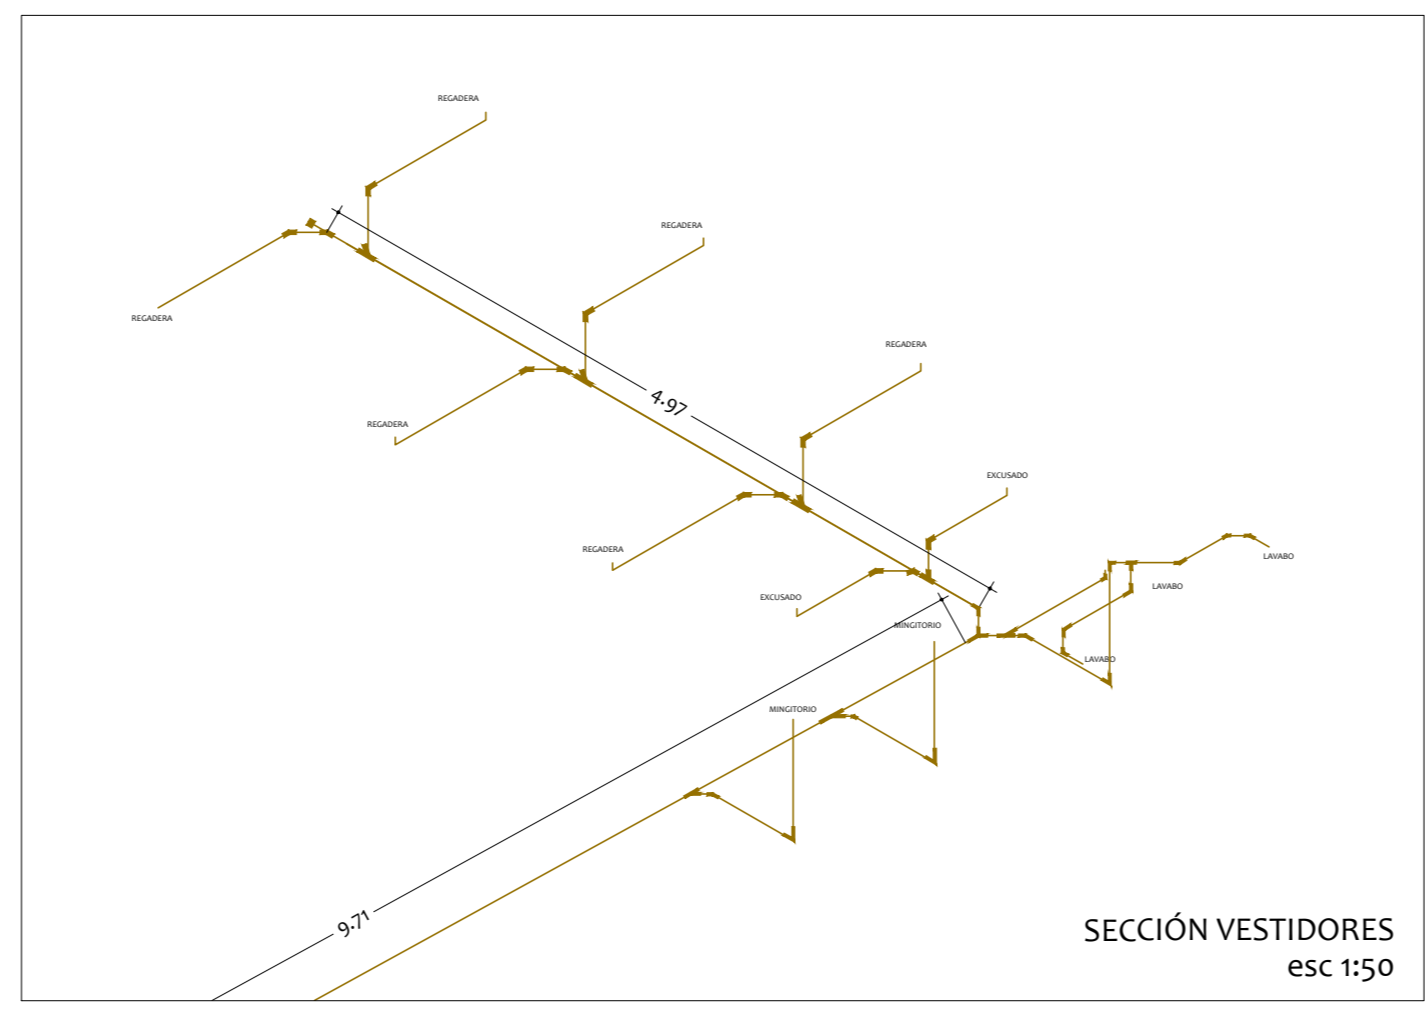 REGADERA
REGADERA
REGADERA
REGADERA
4.97
REGADERA
EXCUSADO
REGADERA
LAVABO
LAVABO
EXCUSADO
MINGITORIO
LAVABO
MINGITORIO
9.71
SECCIÓN VESTIDORES
esc 1:50